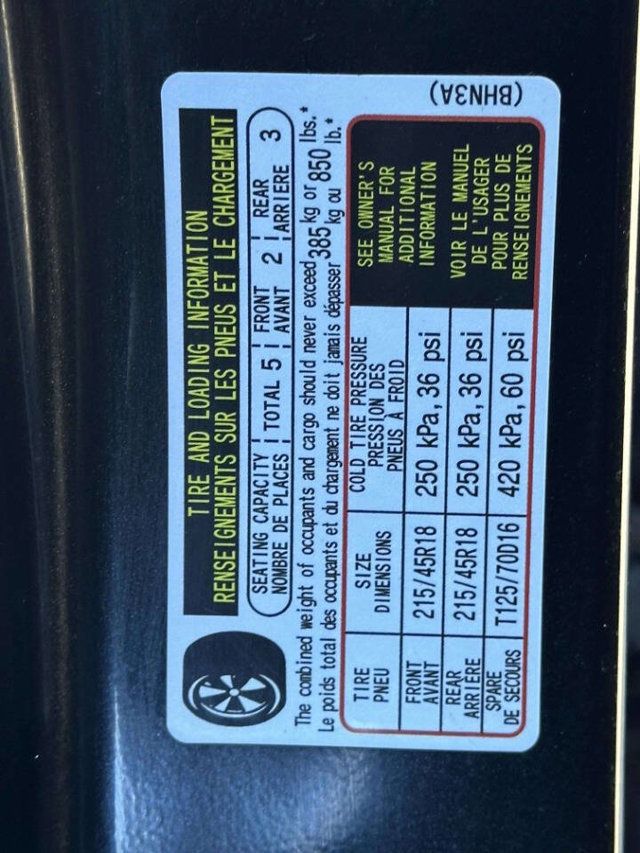 TIRE AND LOADING INFORMATION
RENSEIGNEMENTS SUR LES PNEUS ET LE CHARGEMENT
SEATING CAPACITY TOTAL 5 FRONT 2 REAR 3
NOMBRE DE PLACES AVANT ARRIERE
The combined weight of occupants and cargo should never exceed 385 kg or 850 lbs.*
Le poids total des occupants et du chargement ne doit jamais dépasser kg ou lb.*
TIRE SIZE COLD TIRE PRESSURE
PNEU DIMENSIONS PRESSION DES
PNEUS À FROID
FRONT 215/45R18 250 kPa, 36 psi
AVANT
REAR 215/45R18 250 kPa, 36 psi
ARRIÈRE
SPARE T125/70D16 420 kPa, 60 psi
DE SECOURS
SEE OWNER'S
MANUAL FOR
ADDITIONAL
INFORMATION
VOIR LE MANUEL
DE L'USAGER
POUR PLUS DE
RENSEIGNEMENTS
(BHN3A)